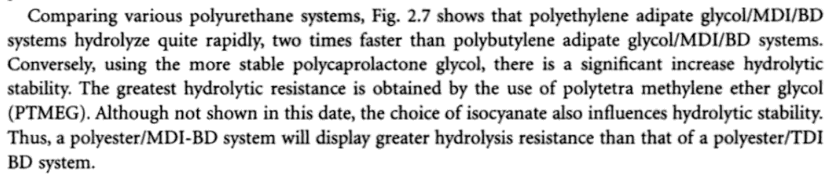 Comparing various polyurethane systems, Fig. 2.7 shows that polyethylene adipate glycol/MDI/BD
systems hydrolyze quite rapidly, two times faster than polybutylene adipate glycol/MDI/BD systems.
Conversely, using the more stable polycaprolactone glycol, there is a significant increase hydrolytic
stability. The greatest hydrolytic resistance is obtained by the use of polytetra methylene ether glycol
(PTMEG). Although not shown in this date, the choice of isocyanate also influences hydrolytic stability.
Thus, a polyester/MDI-BD system will display greater hydrolysis resistance than that of a polyester/TDI
BD system.